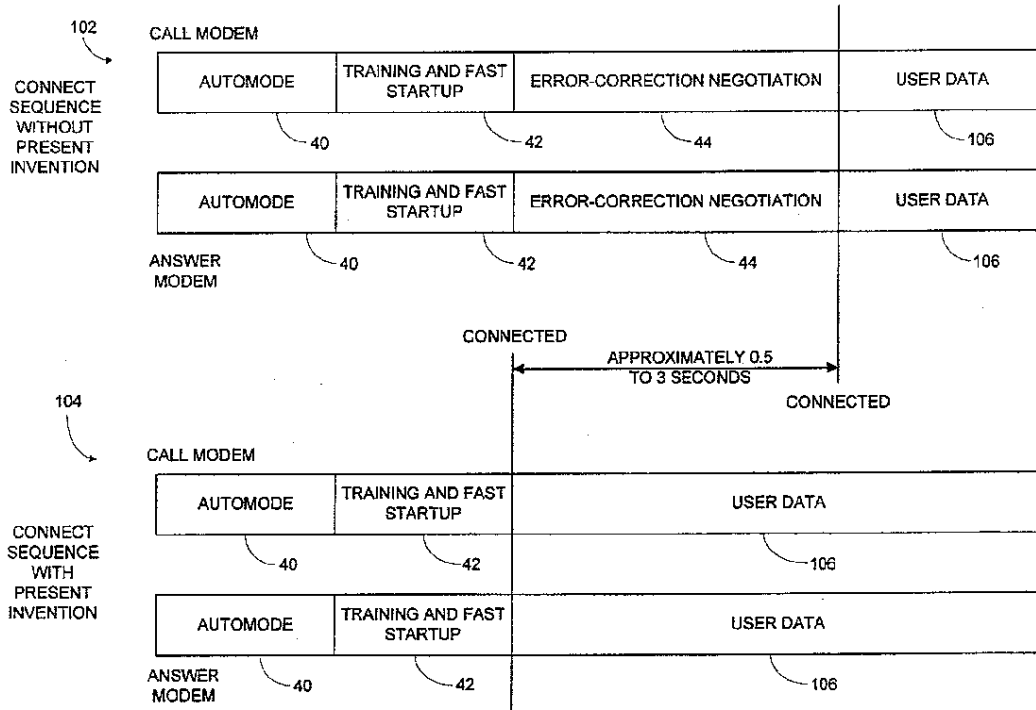 102
CALL MODEM
CONNECT
SEQUENCE
WITHOUT
PRESENT
INVENTION
AUTOMODE
TRAINING AND FAST
STARTUP
ERROR-CORRECTION NEGOTIATION
USER DATA
40
42
44
106
AUTOMODE
TRAINING AND FAST
STARTUP
ERROR-CORRECTION NEGOTIATION
USER DATA
40
42
44
106
ANSWER
MODEM
CONNECTED
APPROXIMATELY 0.5
TO 3 SECONDS
CONNECTED
104
CALL MODEM
CONNECT
SEQUENCE
WITH
PRESENT
INVENTION
AUTOMODE
TRAINING AND FAST
STARTUP
USER DATA
40
42
106
AUTOMODE
TRAINING AND FAST
STARTUP
USER DATA
40
42
106
ANSWER
MODEM